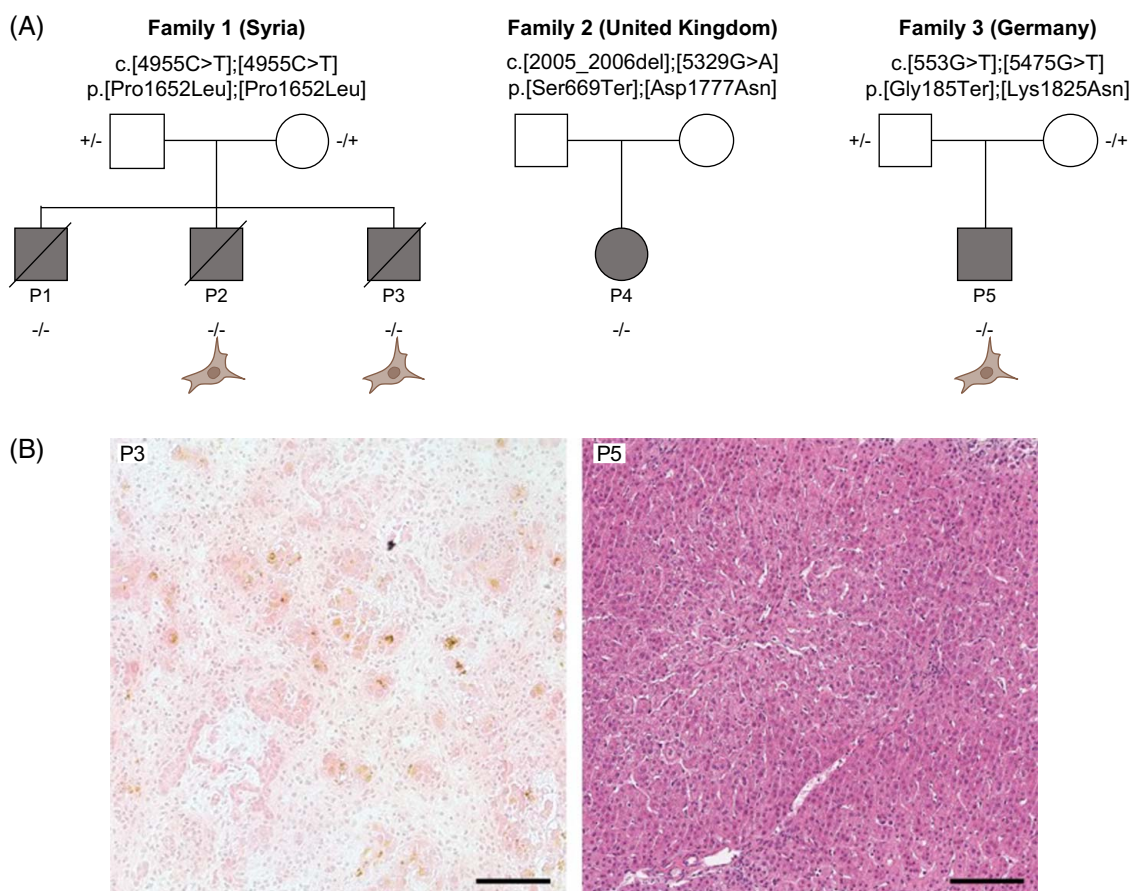 (A)
Family 1 (Syria)
c.[4955C>T];[4955C>T]
p.[Pro1652Leu];[Pro1652Leu]
+/-
-/+
P1
P2
P3
-/-
-/-
-/-
Family 2 (United Kingdom)
c.[2005_2006del];[5329G>A]
p.[Ser669Ter];[Asp1777Asn]
P4
-/-
Family 3 (Germany)
c.[553G>T];[5475G>T]
p.[Gly185Ter];[Lys1825Asn]
+/-
-/+
P5
-/-
(B)
P3
P5